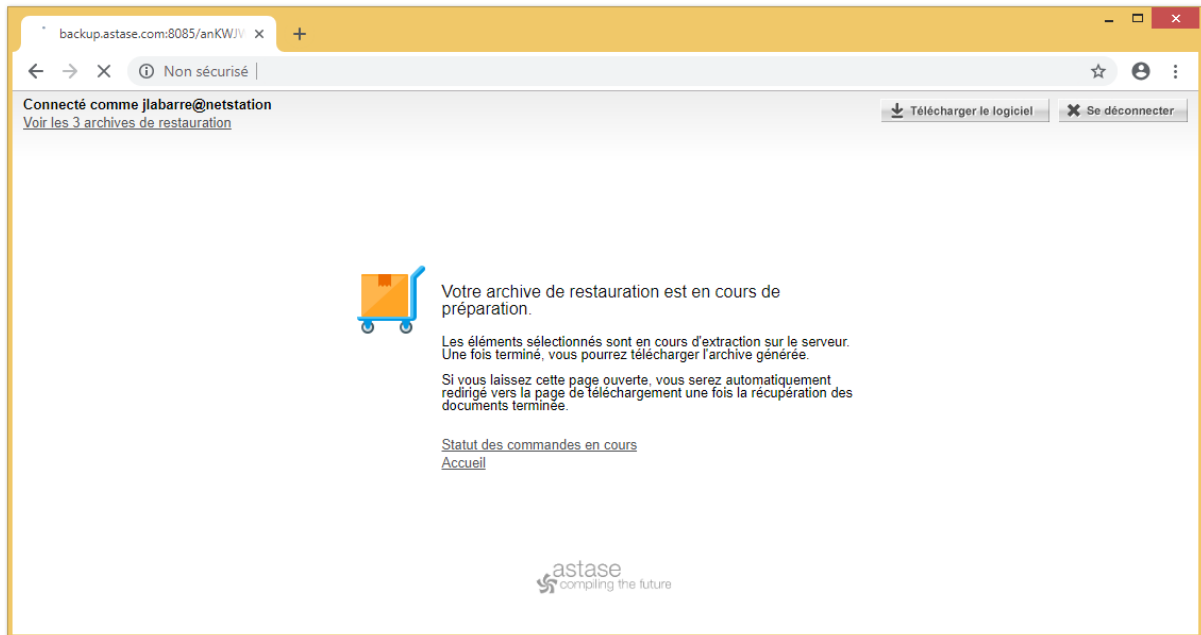 backup.astase.com:8085/anKWJV
Non sécurisé
Connecté comme jlabarre@netstation
Voir les 3 archives de restauration
Télécharger le logiciel
Se déconnecter
Votre archive de restauration est en cours de
préparation.
Les éléments sélectionnés sont en cours d'extraction sur le serveur.
Une fois terminé, vous pourrez télécharger l'archive générée.
Si vous laissez cette page ouverte, vous serez automatiquement
redirigé vers la page de téléchargement une fois la récupération des
documents terminée.
Statut des commandes en cours
Accueil
astase
compiling the future